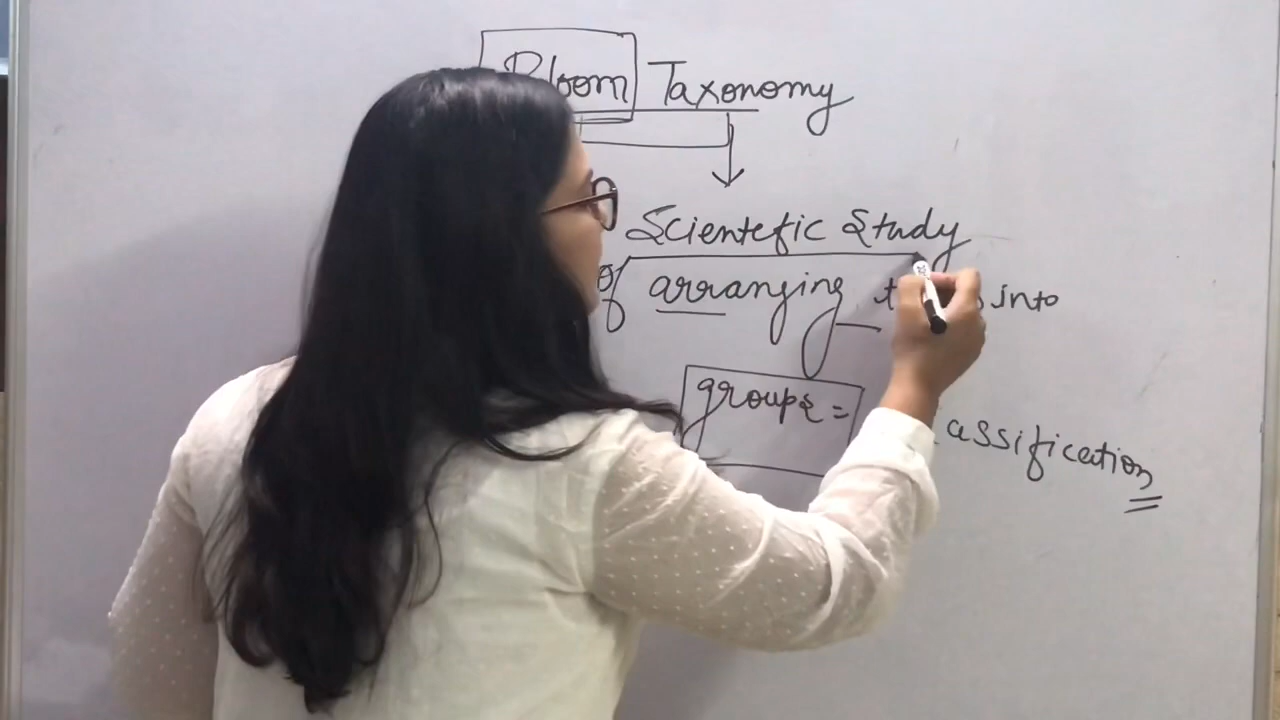 Bloom Taxonomy
Scientefic Study
of arranging into
groups =
assification